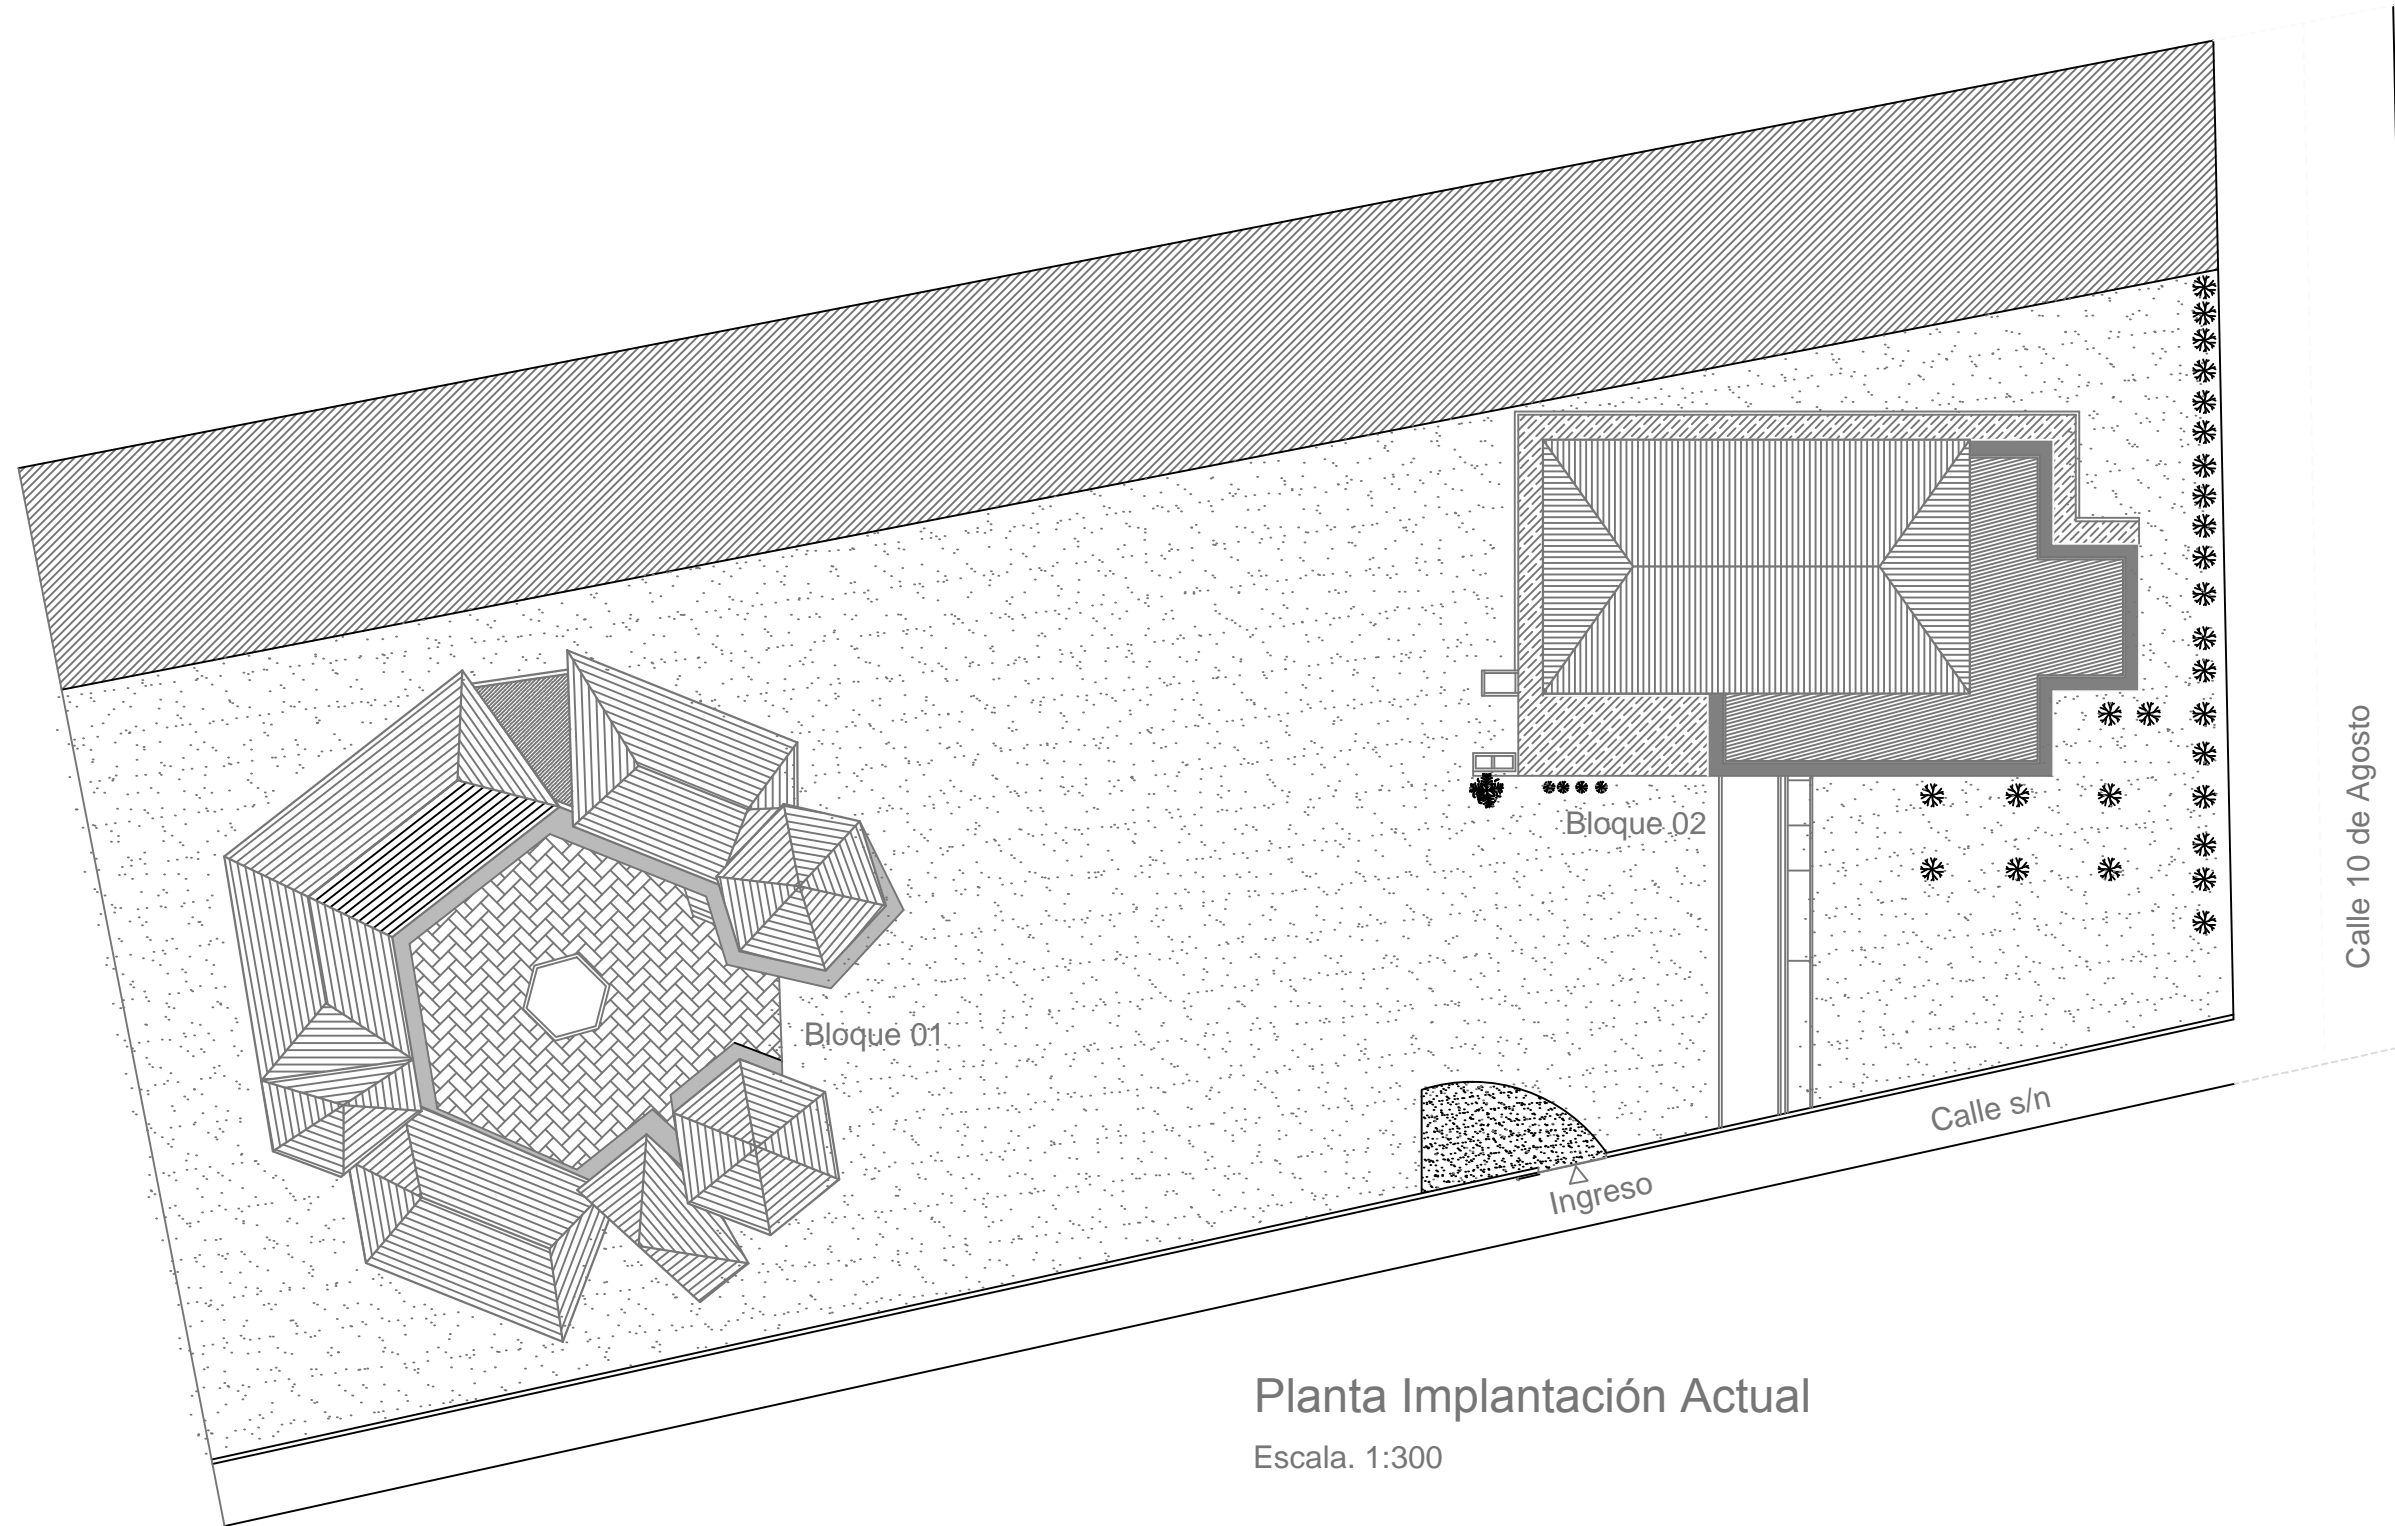 Bloque 02
Calle 10 de Agosto
Bloque 01
Calle s/n
Ingreso
Planta Implantación Actual
Escala. 1:300